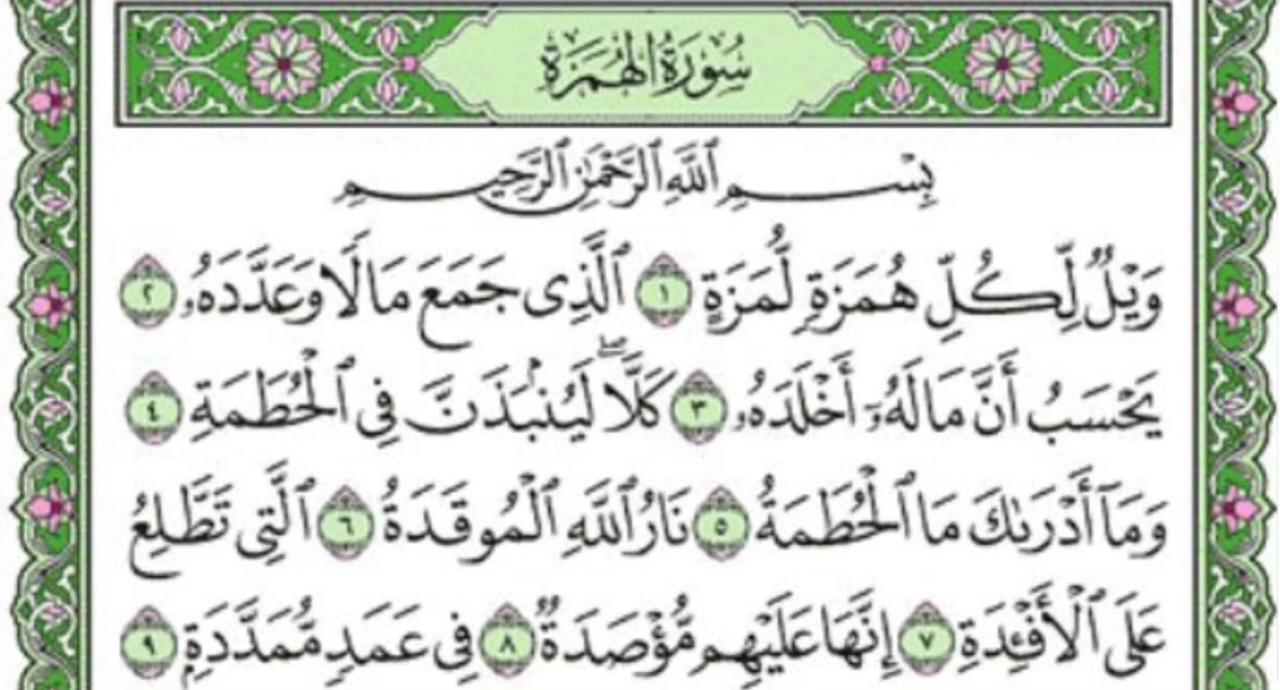 سُورَةُ الْهُمَزَةِ
بِسْمِ ٱللَّهِ ٱلرَّحْمَٰنِ ٱلرَّحِيمِ
وَيْلٌ لِّكُلِّ هُمَزَةٍ لُّمَزَةٍ ١ ٱلَّذِى جَمَعَ مَالًا وَعَدَّدَهُۥ ٢
يَحْسَبُ أَنَّ مَالَهُۥٓ أَخْلَدَهُۥ ٣ كَلَّا ۖ لَيُنۢبَذَنَّ فِى ٱلْحُطَمَةِ ٤
وَمَآ أَدْرَىٰكَ مَا ٱلْحُطَمَةُ ٥ نَارُ ٱللَّهِ ٱلْمُوقَدَةُ ٦ ٱلَّتِى تَطَّلِعُ
عَلَى ٱلْأَفْـِٔدَةِ ٧ إِنَّهَا عَلَيْهِم مُّؤْصَدَةٌ ٨ فِى عَمَدٍ مُّمَدَّدَةٍۭ ٩